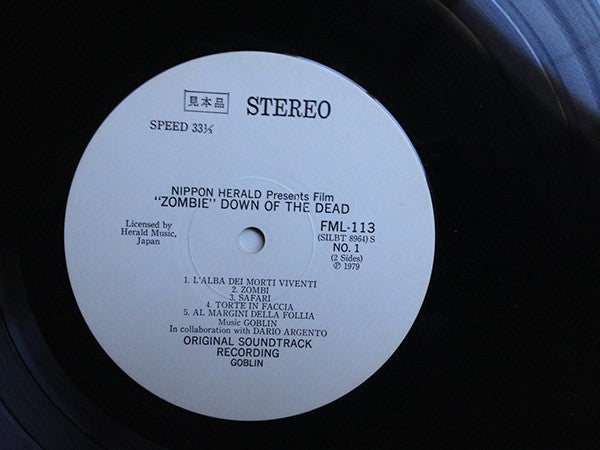 見本品 STEREO
SPEED 33⅓
NIPPON HERALD Presents Film
"ZOMBIE" DOWN OF THE DEAD
Licensed by
Herald Music,
Japan
FML-113
(SILBT 8964) S
NO. 1
(2 Sides)
Ⓟ 1979
1. L'ALBA DEI MORTI VIVENTI
2. ZOMBI
3. SAFARI
4. TORTE IN FACCIA
5. AL MARGINI DELLA FOLLIA
Music GOBLIN
In collaboration with DARIO ARGENTO
ORIGINAL SOUNDTRACK
RECORDING
GOBLIN